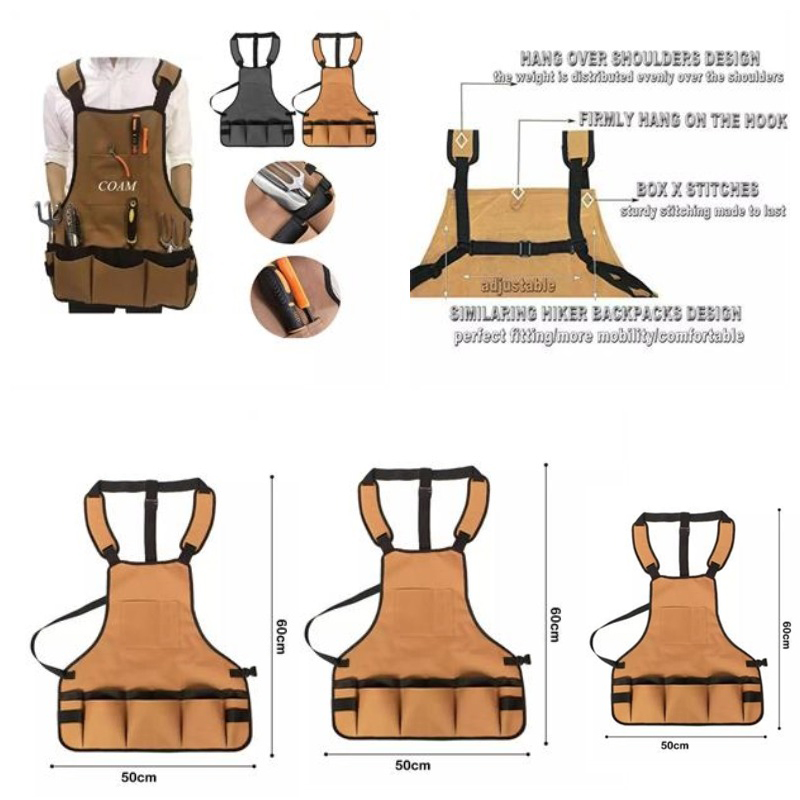 COAM
HANG OVER SHOULDERS DESIGN
the weight is distributed evenly over the shoulders
FIRMLY HANG ON THE HOOK
BOX X STITCHES
sturdy stitching made to last
adjustable
SIMILARING HIKER BACKPACKS DESIGN
perfect fitting/more mobility/comfortable
60cm
50cm
60cm
50cm
60cm
50cm